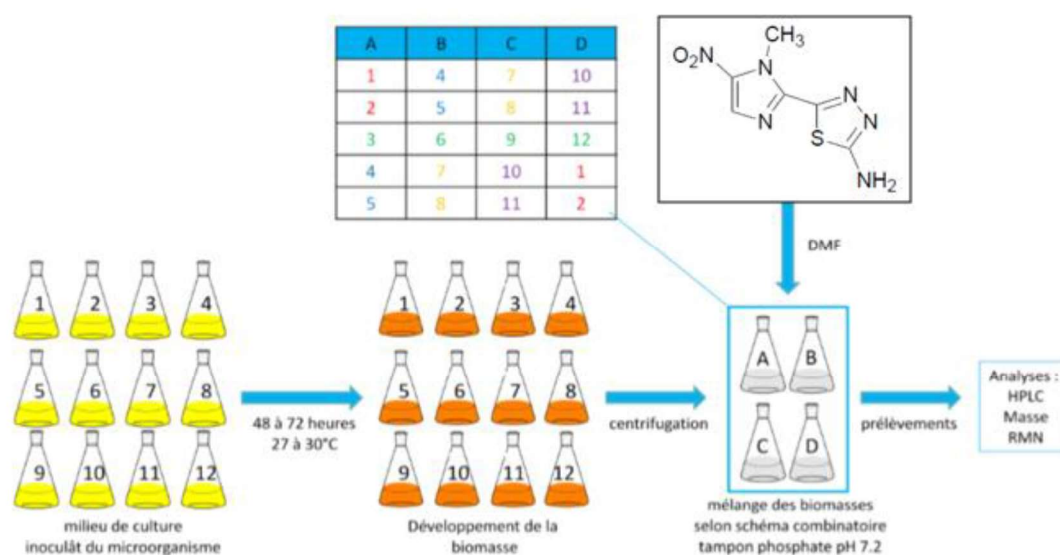 A B C D
1 4 7 10
2 5 8 11
3 6 9 12
4 7 10 1
5 8 11 2
CH₃
O₂N
N
N
N
N
S
NH₂
DMF
1 2 3 4
5 6 7 8
9 10 11 12
milieu de culture
inoculât du microorganisme
48 à 72 heures
27 à 30°C
1 2 3 4
5 6 7 8
9 10 11 12
Développement de la
biomasse
centrifugation
A B
C D
mélange des biomasses
selon schéma combinatoire
tampon phosphate pH 7.2
prélèvements
Analyses :
HPLC
Masse
RMN